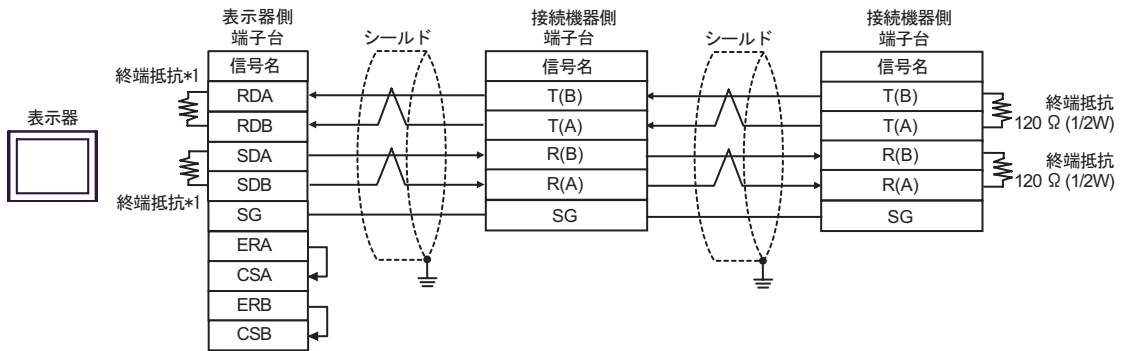 表示器側
端子台
シールド
接続機器側
端子台
シールド
接続機器側
端子台
信号名
信号名
信号名
終端抵抗*1
RDA
T(B)
T(B)
終端抵抗
120 Ω (1/2W)
表示器
RDB
T(A)
T(A)
SDA
R(B)
R(B)
終端抵抗
120 Ω (1/2W)
SDB
R(A)
R(A)
終端抵抗*1
SG
SG
SG
ERA
CSA
ERB
CSB